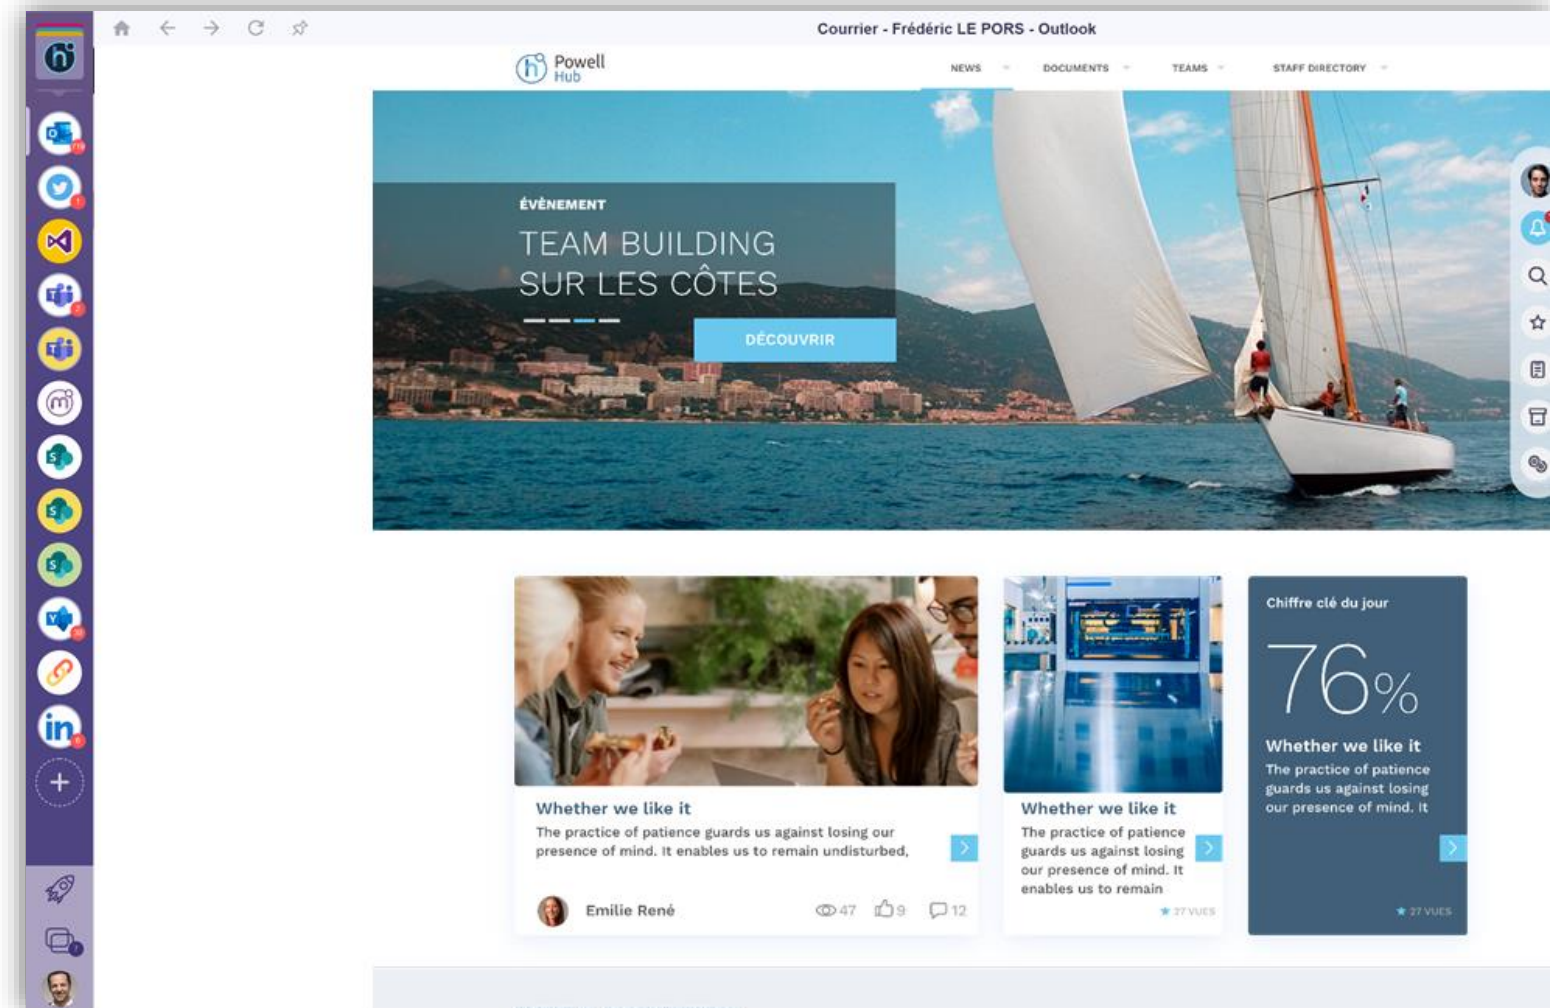 Courrier - Frédéric LE PORS - Outlook
Powell
Hub
NEWS DOCUMENTS TEAMS STAFF DIRECTORY
ÉVÈNEMENT
TEAM BUILDING
SUR LES CÔTES
DÉCOUVRIR
Whether we like it
The practice of patience guards us against losing our
presence of mind. It enables us to remain undisturbed,
Emilie René
47 9 12
Whether we like it
The practice of patience
guards us against losing
our presence of mind. It
enables us to remain
27 VUES
Chiffre clé du jour
76%
Whether we like it
The practice of patience
guards us against losing
our presence of mind. It
27 VUES
in